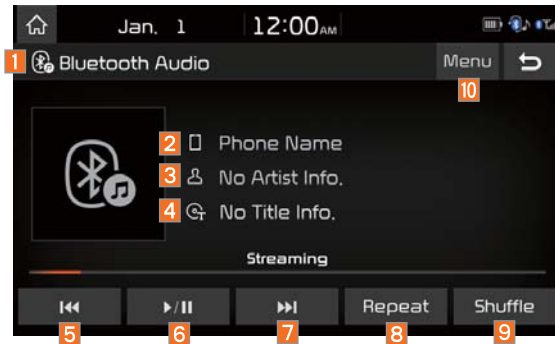 Jan. 1 12:00AM
1 Bluetooth Audio Menu
10
2 Phone Name
3 No Artist Info.
4 No Title Info.
Streaming
Repeat Shuffle
5 6 7 8 9